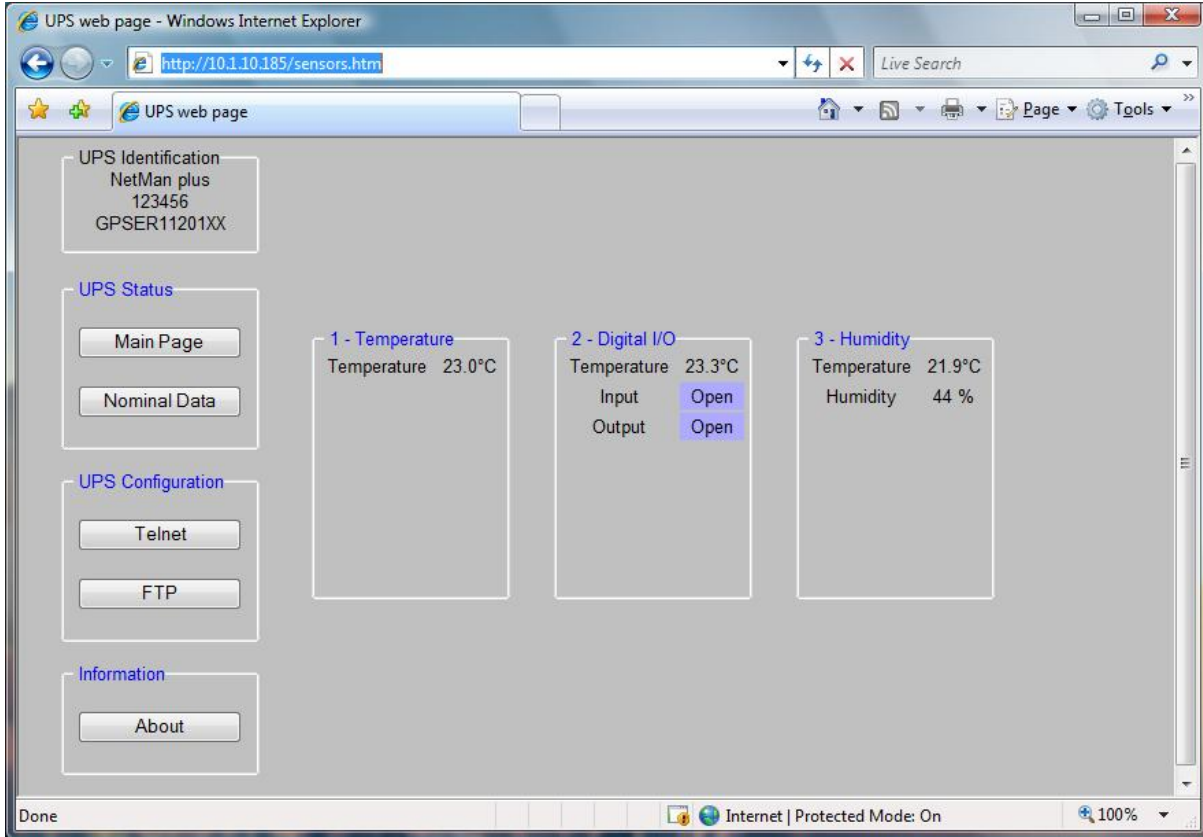 UPS web page - Windows Internet Explorer
http://10.1.10.185/sensors.htm
Live Search
UPS web page
Page
Tools
UPS Identification
NetMan plus
123456
GPSER11201XX
UPS Status
Main Page
Nominal Data
UPS Configuration
Telnet
FTP
Information
About
1 - Temperature
Temperature 23.0°C
2 - Digital I/O
Temperature 23.3°C
Input Open
Output Open
3 - Humidity
Temperature 21.9°C
Humidity 44 %
Done
Internet | Protected Mode: On
100%